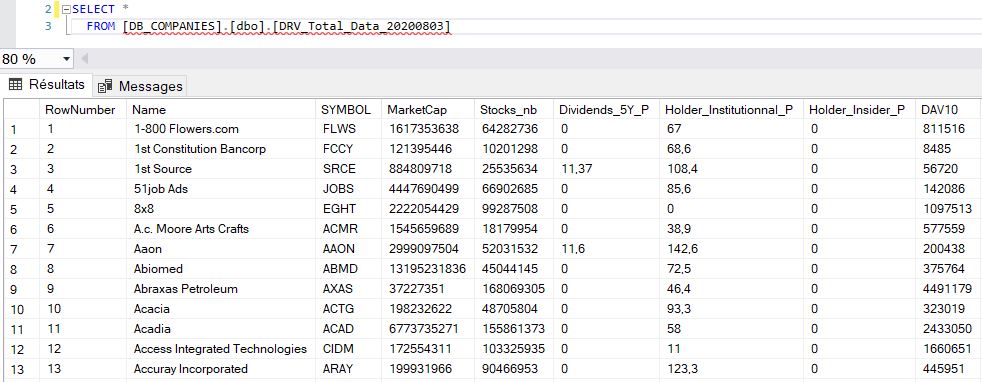 2 SELECT *
3 FROM [DB_COMPANIES].[dbo].[DRV_Total_Data_20200803]
80 %
Résultats Messages
RowNumber Name SYMBOL MarketCap Stocks_nb Dividends_5Y_P Holder_Institutionnal_P Holder_Insider_P DAV10
1 1 1-800 Flowers.com FLWS 1617353638 64282736 0 67 0 811516
2 2 1st Constitution Bancorp FCCY 121395446 10201298 0 68,6 0 8485
3 3 1st Source SRCE 884809718 25535634 11,37 108,4 0 56720
4 4 51job Ads JOBS 4447690499 66902685 0 85,6 0 142086
5 5 8x8 EGHT 2222054429 99287508 0 0 0 1097513
6 6 A.c. Moore Arts Crafts ACMR 1545659689 18179954 0 38,9 0 577559
7 7 Aaon AAON 2999097504 52031532 11,6 142,6 0 200438
8 8 Abiomed ABMD 13195231836 45044145 0 72,5 0 375764
9 9 Abraxas Petroleum AXAS 37227351 168069305 0 46,4 0 4491179
10 10 Acacia ACTG 198232622 48705804 0 93,3 0 323019
11 11 Acadia ACAD 6773735271 155861373 0 58 0 2433050
12 12 Access Integrated Technologies CIDM 172554311 103325935 0 11 0 1660651
13 13 Accuray Incorporated ARAY 199931966 90466953 0 123,3 0 445951